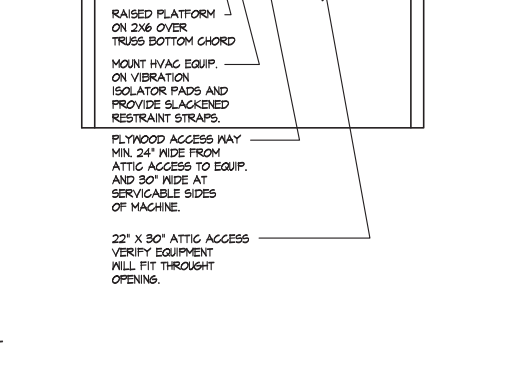 RAISED PLATFORM
ON 2X6 OVER
TRUSS BOTTOM CHORD
MOUNT HVAC EQUIP.
ON VIBRATION
ISOLATOR PADS AND
PROVIDE SLACKENED
RESTRAINT STRAPS.
PLYWOOD ACCESS WAY
MIN. 24" WIDE FROM
ATTIC ACCESS TO EQUIP.
AND 30" WIDE AT
SERVICABLE SIDES
OF MACHINE.
22" X 30" ATTIC ACCESS
VERIFY EQUIPMENT
WILL FIT THROUGHT
OPENING.